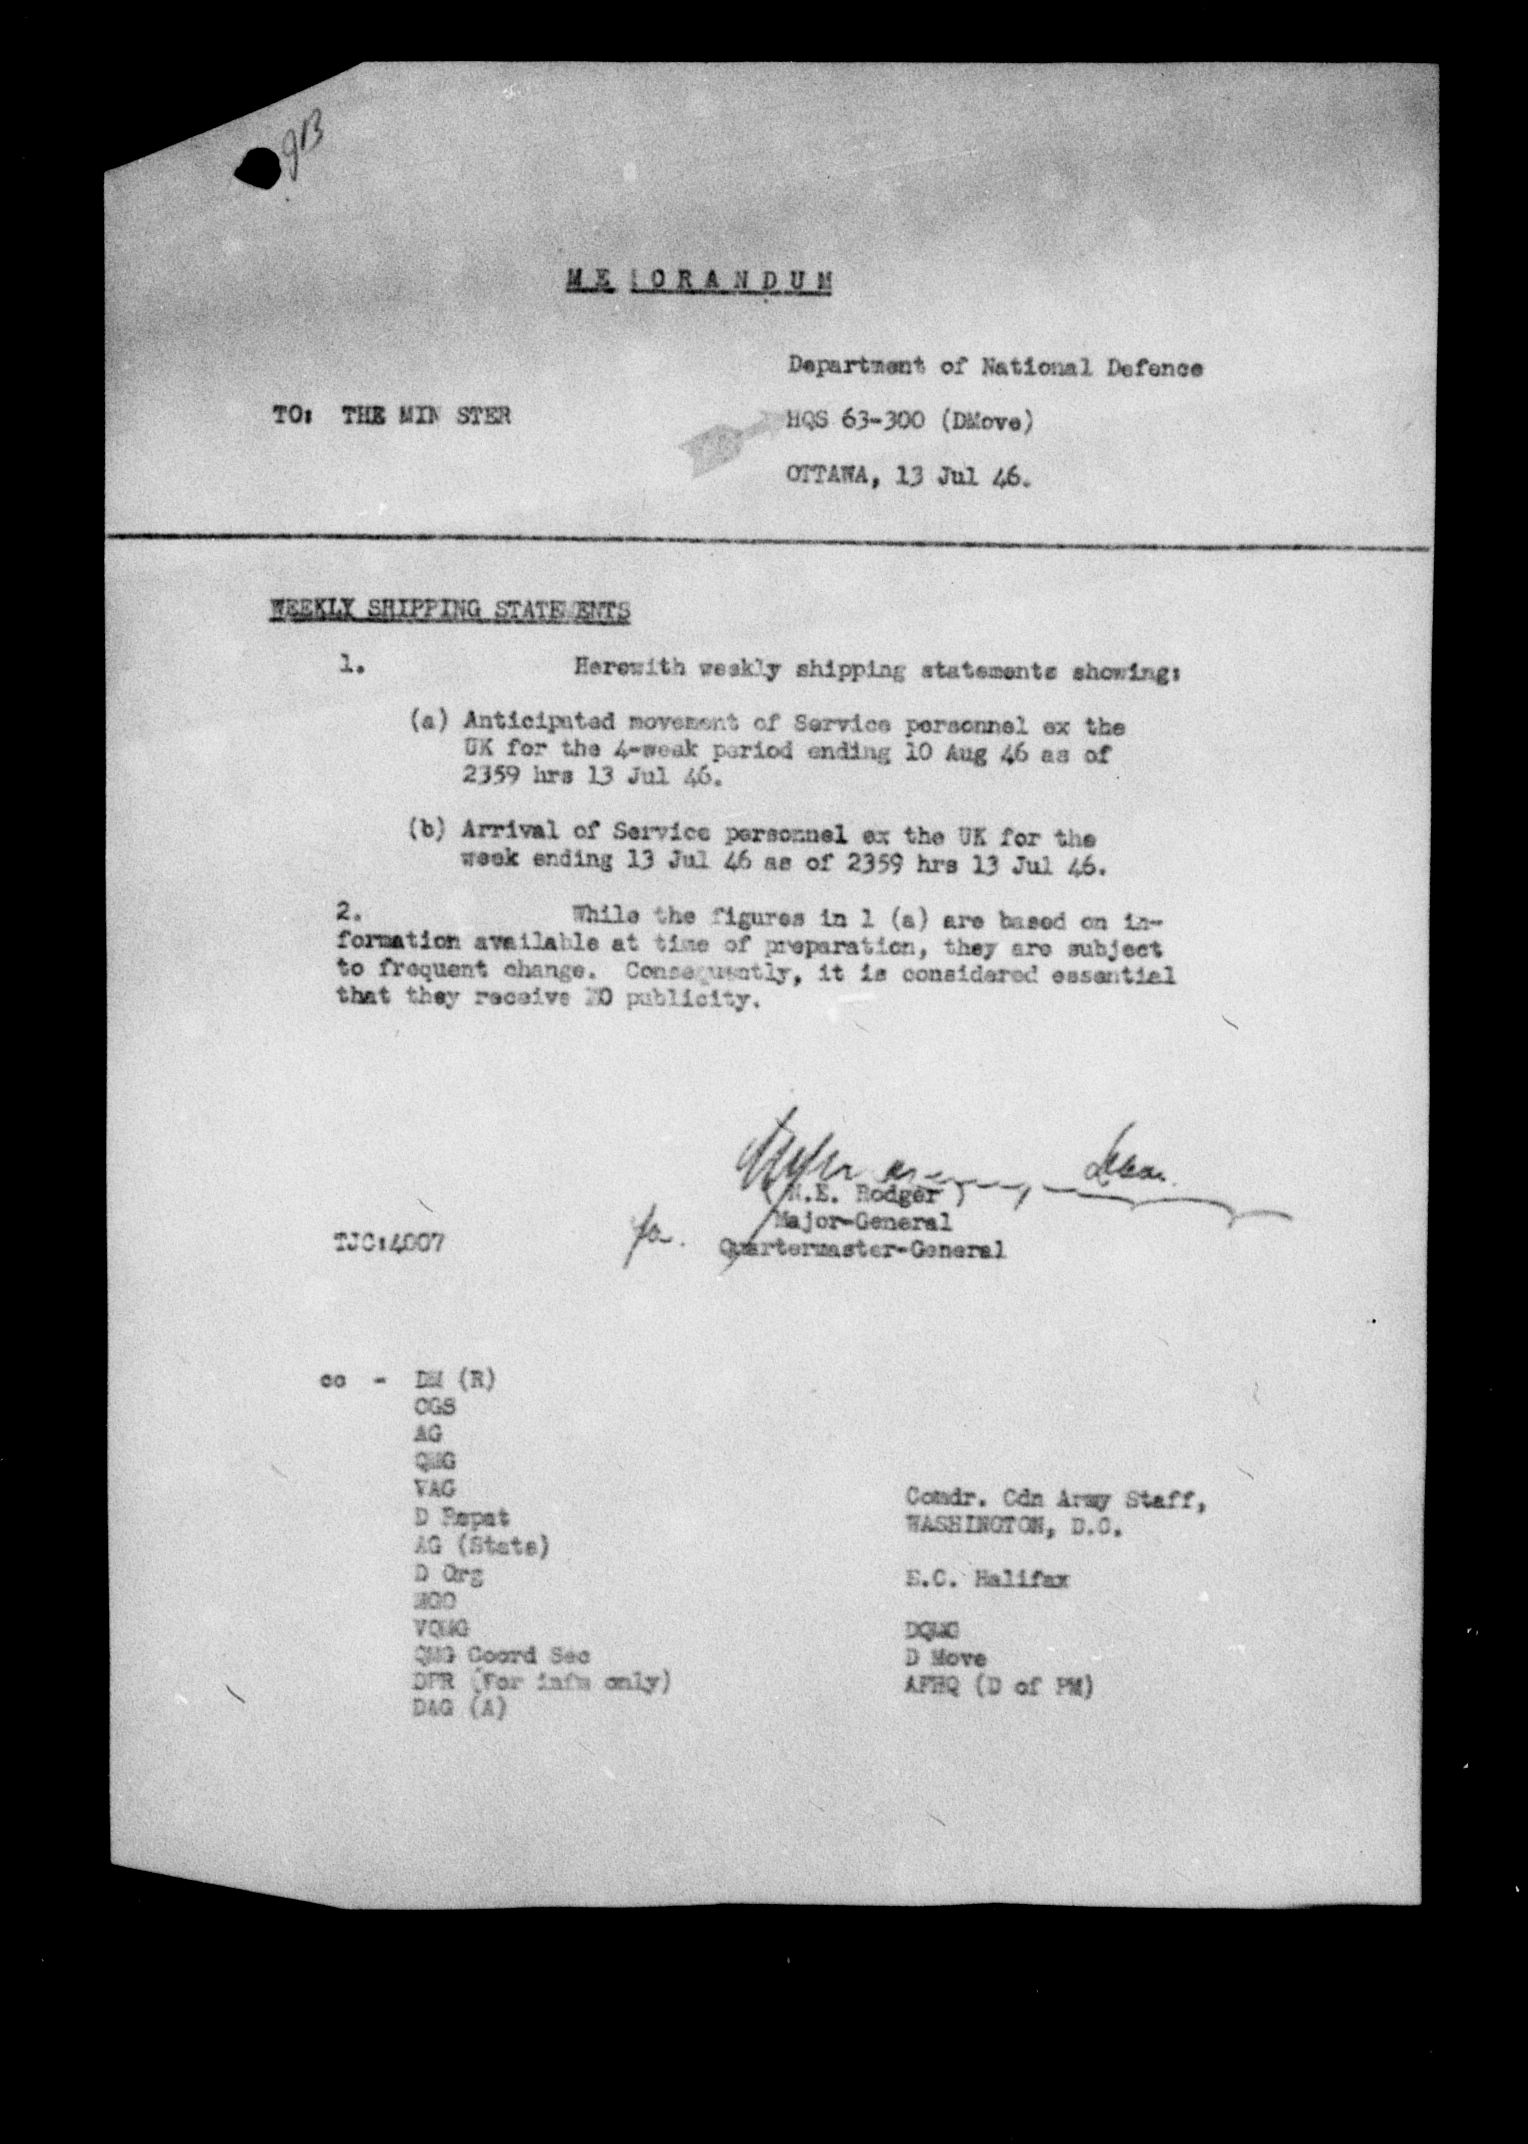 MEMORANDUM
Department of National Defence
TO: THE MINISTER
HQS 63-300 (DMove)
OTTAWA, 13 Jul 46.
WEEKLY SHIPPING STATEMENTS
1. Herewith weekly shipping statements showing:
(a) Anticipated movement of Service personnel ex the
UK for the 4-week period ending 10 Aug 46 as of
2359 hrs 13 Jul 46.
(b) Arrival of Service personnel ex the UK for the
week ending 13 Jul 46 as of 2359 hrs 13 Jul 46.
2. While the figures in 1 (a) are based on in-
formation available at time of preparation, they are subject
to frequent change. Consequently, it is considered essential
that they receive NO publicity.
(N.E. Rodger)
Major-General
for. Quartermaster-General
TJC:4007
cc - DM (R)
CGS
AG
QMG
VAG
D Repat
AG (Stats)
D Org
MGO
VQMG
QMG Coord Sec
DPR (For infm only)
DAG (A)
Comdr. Cdn Army Staff,
WASHINGTON, D.C.
E.C. Halifax
DQMG
D Move
AFHQ (D of PM)